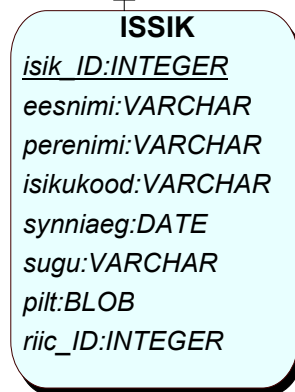 ISSIK
isik_ID:INTEGER
eesnimi:VARCHAR
perenimi:VARCHAR
isikukood:VARCHAR
synniaeg:DATE
sugu:VARCHAR
pilt:BLOB
riic_ID:INTEGER